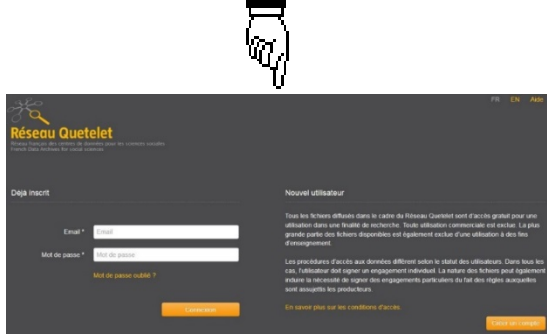 FR EN Aide
Réseau Quetelet
Réseau français des centres de données pour les sciences sociales
French Data Archives for social sciences
Déjà inscrit
Email *
Email
Mot de passe *
Mot de passe
Mot de passe oublié ?
Connexion
Nouvel utilisateur
Tous les fichiers diffusés dans le cadre du Réseau Quetelet sont d'accès gratuit pour une
utilisation dans une finalité de recherche. Toute utilisation commerciale est exclue. La plus
grande partie des fichiers disponibles est également exclue d'une utilisation à des fins
d'enseignement.
Les procédures d'accès aux données diffèrent selon le statut des utilisateurs. Dans tous les
cas, l'utilisateur doit signer un engagement individuel. La nature des fichiers peut également
induire la nécessité de signer des engagements particuliers du fait des règles auxquelles
sont assujettis les producteurs.
En savoir plus sur les conditions d'accès
Créer un compte